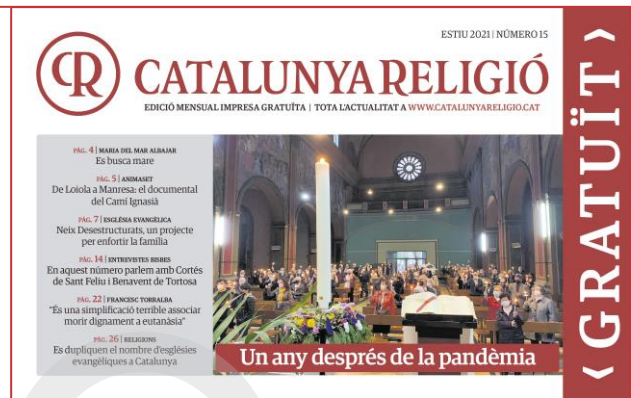 ESTIU 2021 | NÚMERO 15
CR CATALUNYA RELIGIÓ
EDICIÓ MENSUAL IMPRESA GRATUÏTA | TOTA L'ACTUALITAT A WWW.CATALUNYARELIGIO.CAT
PÀG. 4 | MARIA DEL MAR ALBAJAR
Es busca mare
PÀG. 5 | ANIMASET
De Loiola a Manresa: el documental
del Camí Ignasià
PÀG. 7 | ESGLÉSIA EVANGÈLICA
Neix Desestructurats, un projecte
per enfortir la família
PÀG. 14 | ENTREVISTES BISBES
En aquest número parlem amb Cortés
de Sant Feliu i Benavent de Tortosa
PÀG. 22 | FRANCESC TORRALBA
"És una simplificació terrible associar
morir dignament a eutanàsia"
PÀG. 26 | RELIGIONS
Es dupliquen el nombre d'esglésies
evangèliques a Catalunya
Un any després de la pandèmia
‹ GRATUÏT ›